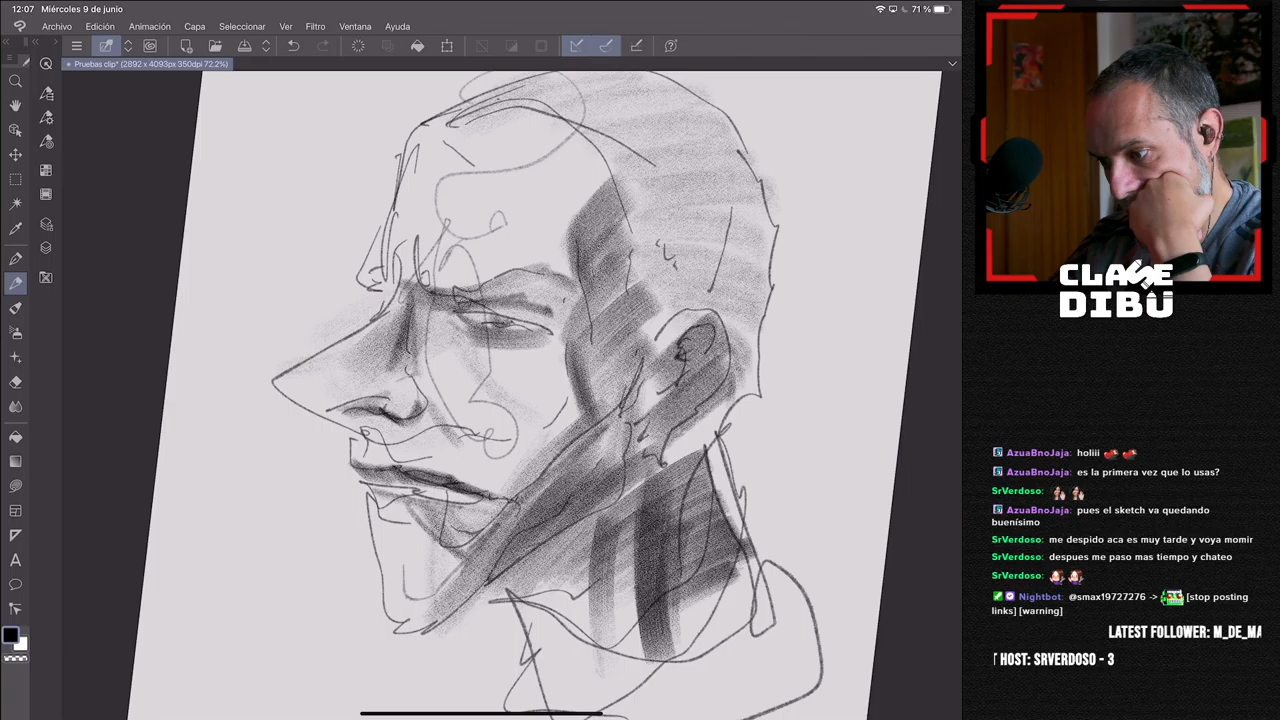 12:07 Miércoles 9 de junio
71 %
Archivo Edición Animación Capa Seleccionar Ver Filtro Ventana Ayuda
Pruebas clip* (2892 x 4093px 350dpi 72.2%)
A
CLASE
DIBU
AzuaBnoJaja: holiii
AzuaBnoJaja: es la primera vez que lo usas?
SrVerdoso:
AzuaBnoJaja: pues el sketch va quedando
buenísimo
SrVerdoso: me despido aca es muy tarde y voya momir
SrVerdoso: despues me paso mas tiempo y chateo
SrVerdoso:
Nightbot: @smax19727276 -> [stop posting
links] [warning]
LATEST FOLLOWER: M_DE_MA
T HOST: SRVERDOSO - 3